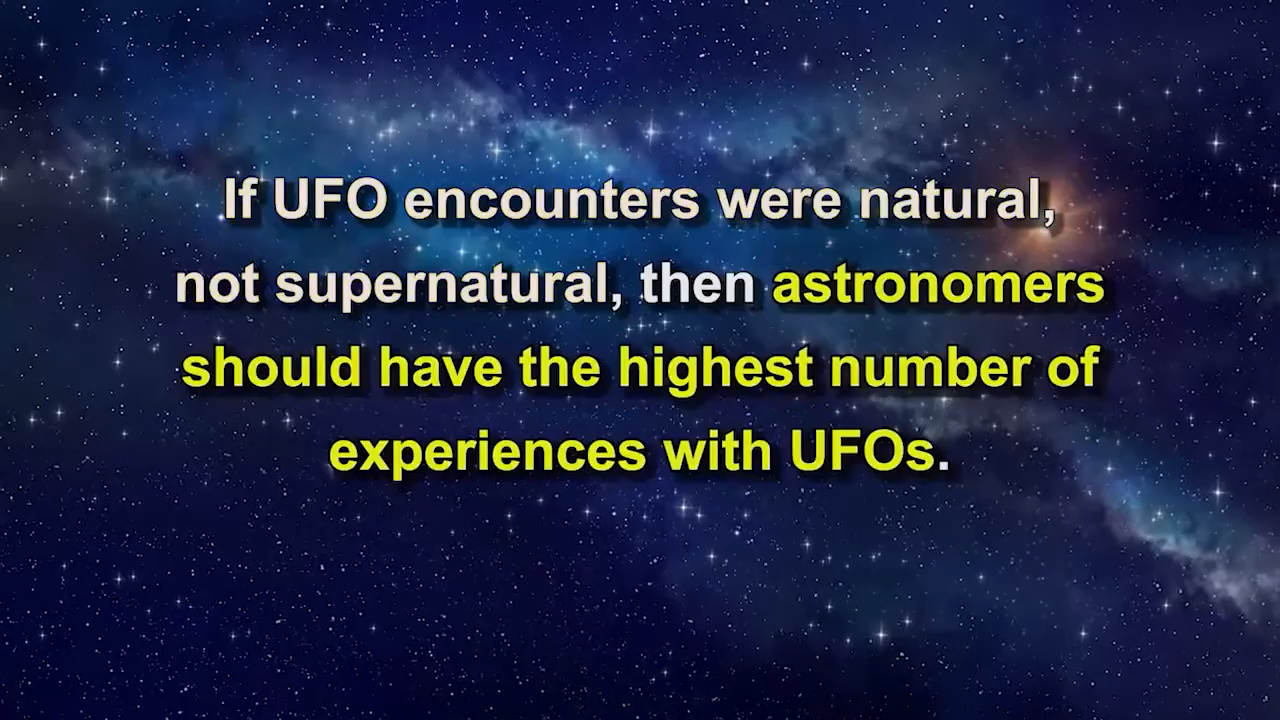 If UFO encounters were natural,
not supernatural, then astronomers
should have the highest number of
experiences with UFOs.